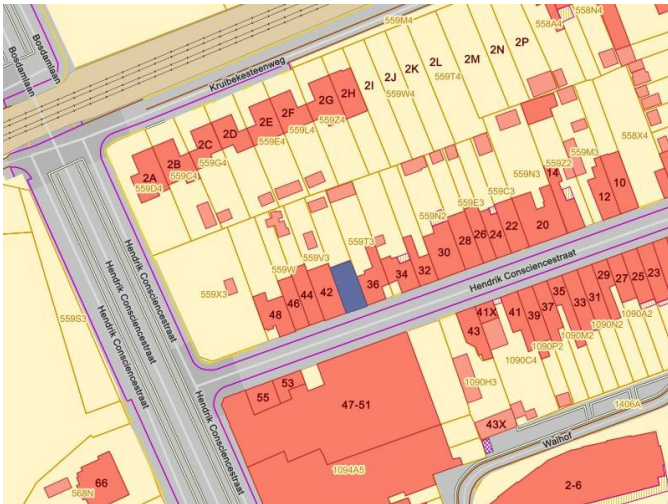 559M4
558A4
558N4
Bosdamlaan
Bosdamlaan
Kruibekesteenweg
2A
2B
2C
2D
2E
2F
2G
2H
2I
2J
2K
2L
2M
2N
2P
559D4
559C4
559G4
559E4
559L4
559Z4
559W4
559T4
559M3
558X4
559Z2
559N3
559C3
559E3
559N2
559T3
559V3
559W
559X3
559S3
14
10
12
20
22
24
26
28
30
32
34
36
42
44
46
48
Hendrik Consciencestraat
Hendrik Consciencestraat
Hendrik Consciencestraat
Hendrik Consciencestraat
Hendrik Consciencestraat
55
53
47-51
1094A5
43
41X
41
39
37
35
33
31
29
27
25
23
1090H3
1090C4
1090P2
1090M2
1090N2
1090A2
1406A
43X
Walhof
2-6
66
568N